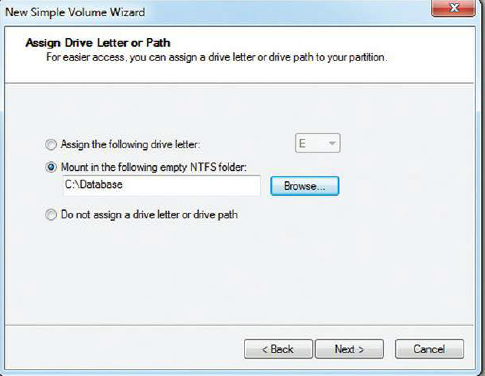 New Simple Volume Wizard
X
Assign Drive Letter or Path
For easier access, you can assign a drive letter or drive path to your partition.
Assign the following drive letter:
E
Mount in the following empty NTFS folder:
C:\Database
Browse...
Do not assign a drive letter or drive path
< Back
Next >
Cancel